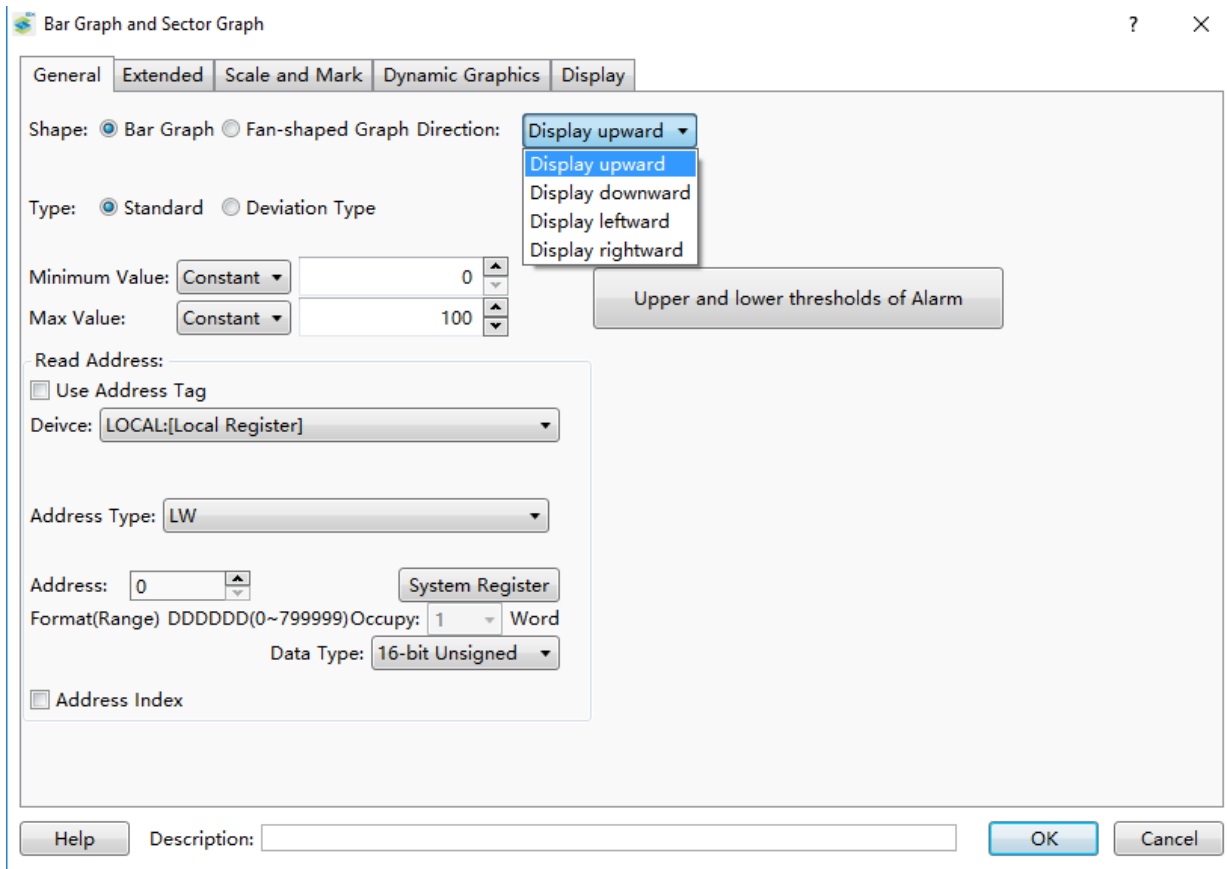 Bar Graph and Sector Graph ?
General Extended Scale and Mark Dynamic Graphics Display
Shape: Bar Graph Fan-shaped Graph Direction: Display upward
Display upward
Display downward
Type: Standard Deviation Type
Display leftward
Display rightward
Minimum Value: Constant 0
Upper and lower thresholds of Alarm
Max Value: Constant 100
Read Address:
Use Address Tag
Deivce: LOCAL:[Local Register]
Address Type: LW
Address: 0 System Register
Format(Range) DDDDDD(0~799999) Occupy: 1 Word
Data Type: 16-bit Unsigned
Address Index
Help Description: OK Cancel